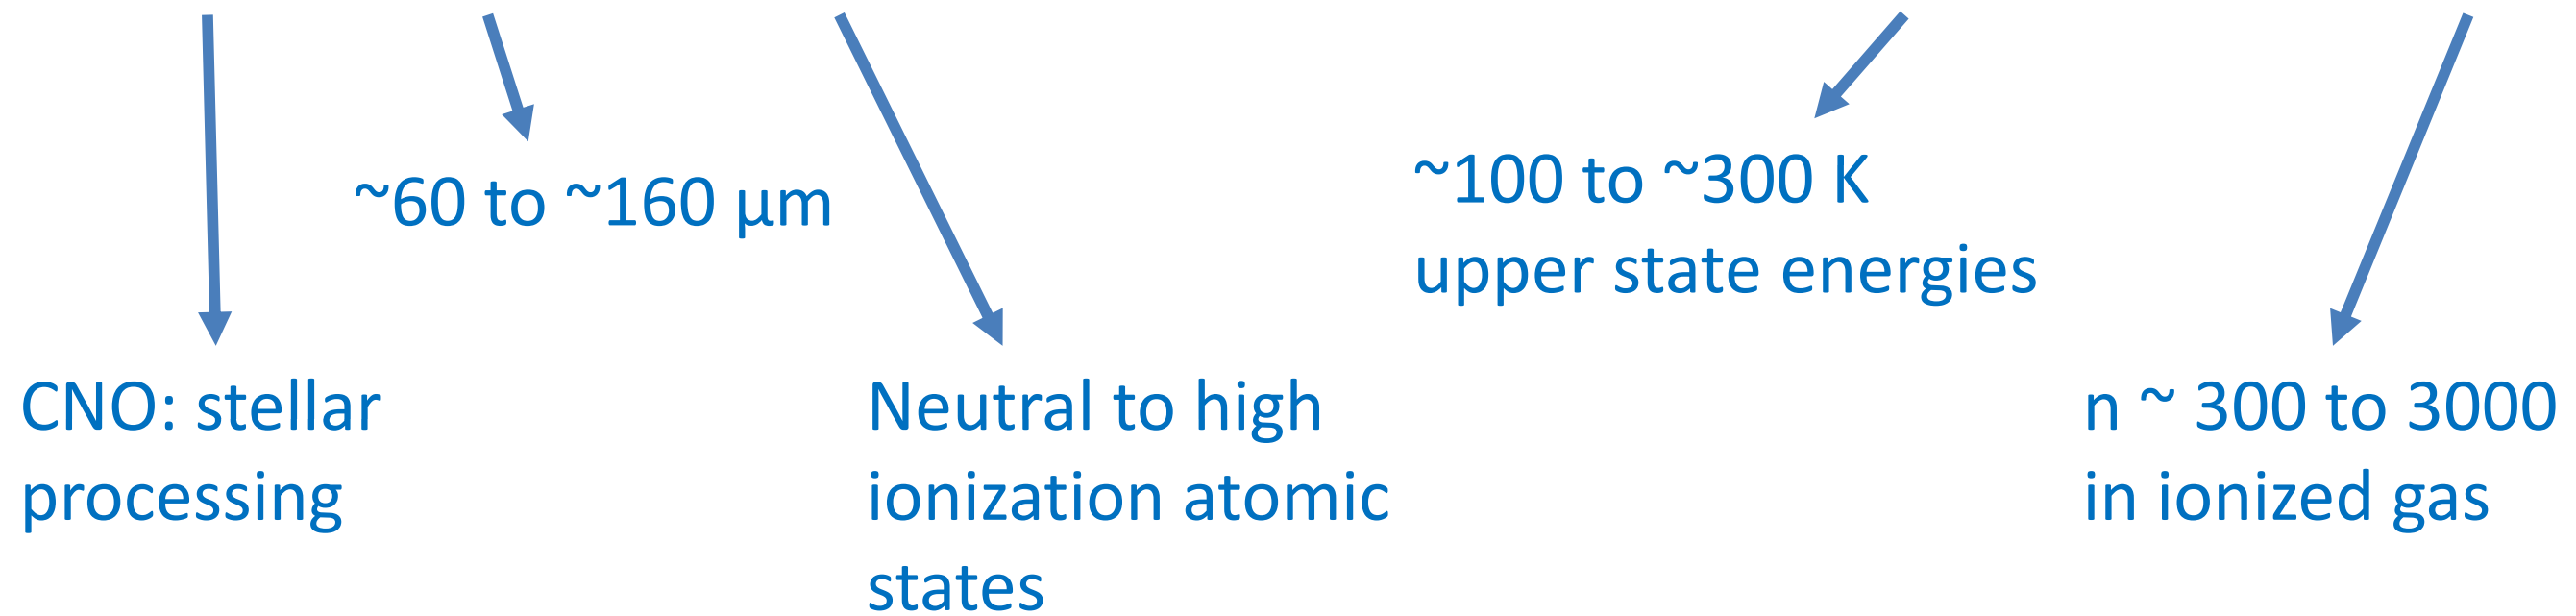 ~60 to ~160 µm
~100 to ~300 K
upper state energies
CNO: stellar
processing
Neutral to high
ionization atomic
states
n ~ 300 to 3000
in ionized gas